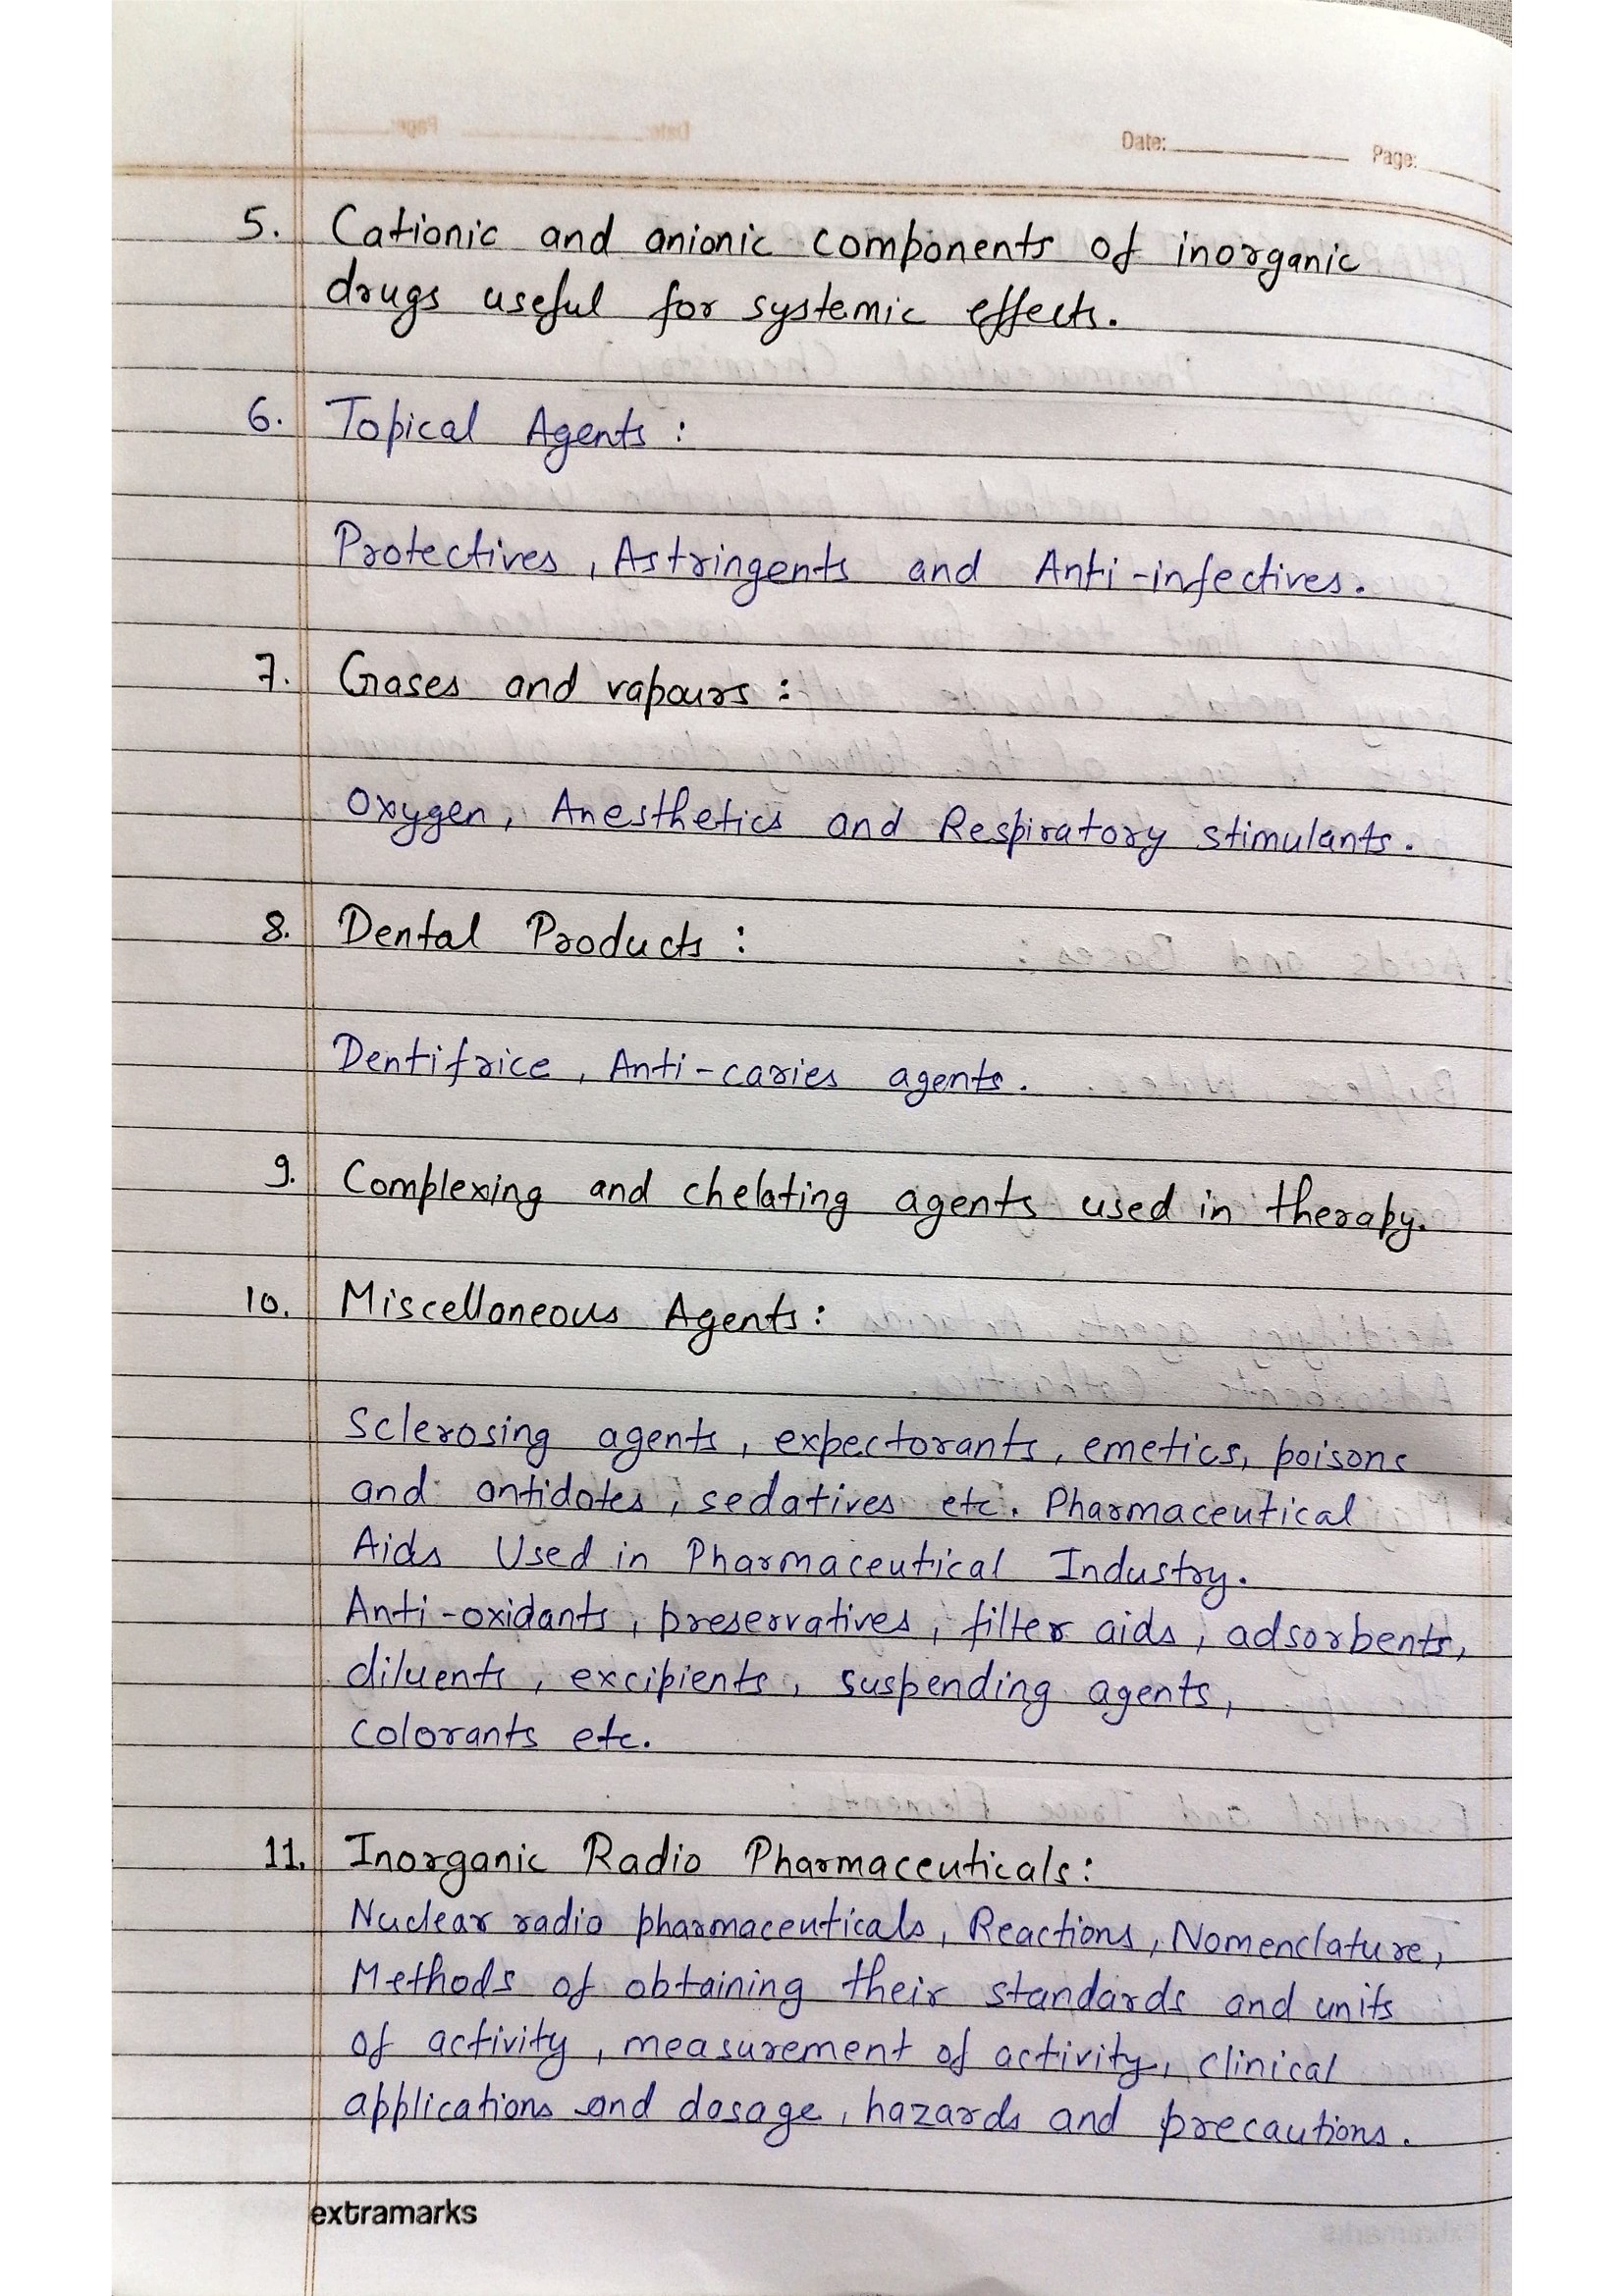 Date: Page:
5. Cationic and anionic components of inorganic
drugs useful for systemic effects.
6. Topical Agents :
Protectives, Astringents and Anti-infectives.
7. Gases and vapours :
Oxygen, Anesthetics and Respiratory stimulants.
8. Dental Products :
Dentifrice, Anti-caries agents.
9. Complexing and chelating agents used in therapy.
10. Miscellaneous Agents:
Sclerosing agents, expectorants, emetics, poisons
and antidotes, sedatives etc. Pharmaceutical
Aids Used in Pharmaceutical Industry.
Anti-oxidants, preservatives, filter aids, adsorbents,
diluents, excipients, suspending agents,
colorants etc.
11. Inorganic Radio Pharmaceuticals:
Nuclear radio pharmaceuticals, Reactions, Nomenclature,
Methods of obtaining their standards and units
of activity, measurement of activity, clinical
applications and dosage, hazards and precautions.
extramarks